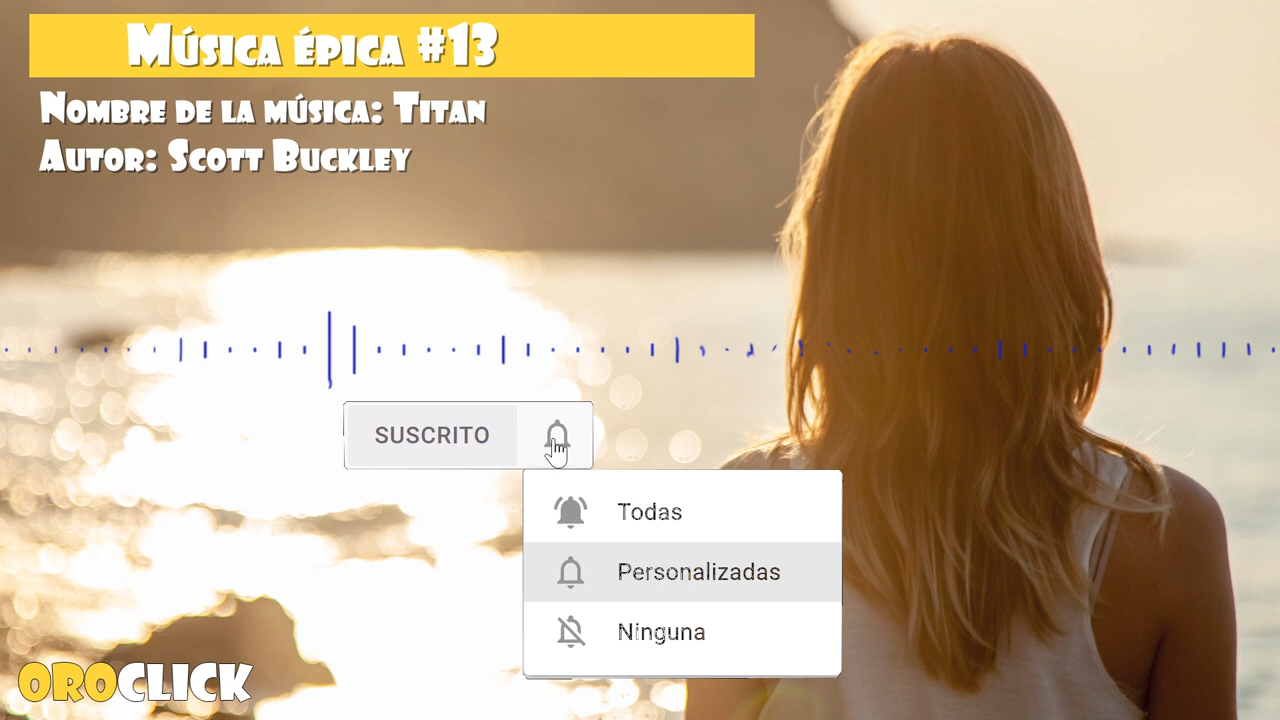 Música épica #13
Nombre de la música: Titan
Autor: Scott Buckley
SUSCRITO
Todas
Personalizadas
Ninguna
OROCLICK